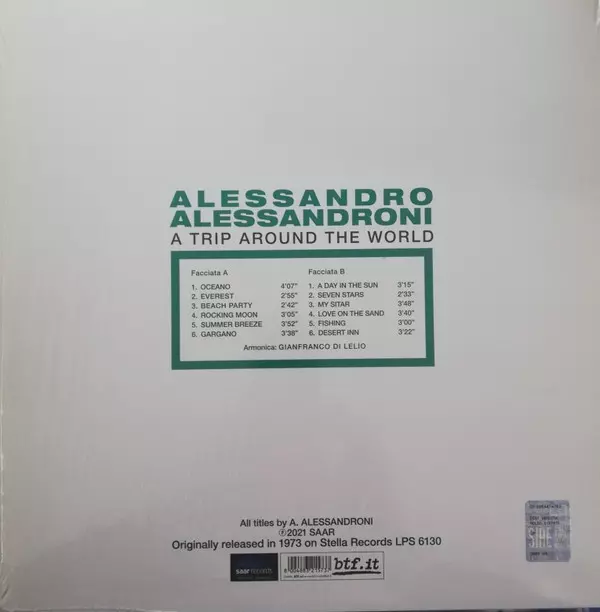 ALESSANDRO
ALESSANDRONI
A TRIP AROUND THE WORLD
Facciata A
1. OCEANO 4'07"
2. EVEREST 2'55"
3. BEACH PARTY 2'42"
4. ROCKING MOON 3'05"
5. SUMMER BREEZE 3'52"
6. GARGANO 3'38"
Facciata B
1. A DAY IN THE SUN 3'15"
2. SEVEN STARS 2'33"
3. MY SITAR 3'48"
4. LOVE ON THE SAND 3'40"
5. FISHING 3'00"
6. DESERT INN 3'22"
Armonica: GIANFRANCO DI LELIO
All titles by A. ALESSANDRONI
℗2021 SAAR
Originally released in 1973 on Stella Records LPS 6130
saar records
btf.it
SIAE